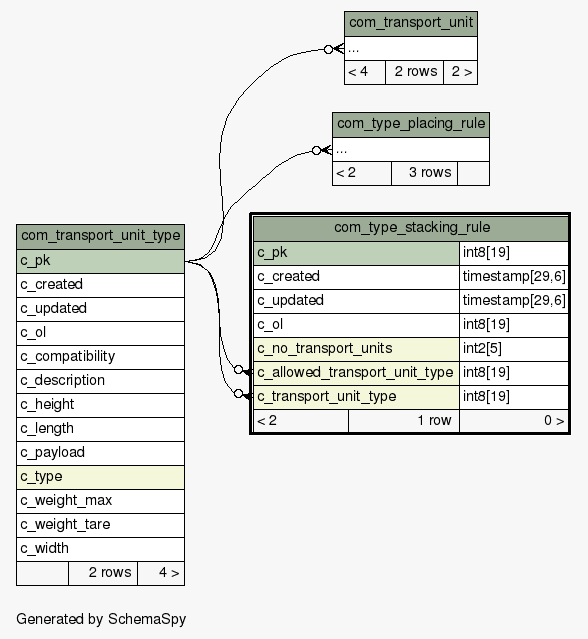 com_transport_unit
...
< 4 2 rows 2 >
com_type_placing_rule
...
< 2 3 rows
com_transport_unit_type
c_pk
c_created
c_updated
c_ol
c_compatibility
c_description
c_height
c_length
c_payload
c_type
c_weight_max
c_weight_tare
c_width
2 rows 4 >
com_type_stacking_rule
c_pk int8[19]
c_created timestamp[29,6]
c_updated timestamp[29,6]
c_ol int8[19]
c_no_transport_units int2[5]
c_allowed_transport_unit_type int8[19]
c_transport_unit_type int8[19]
< 2 1 row 0 >
Generated by SchemaSpy